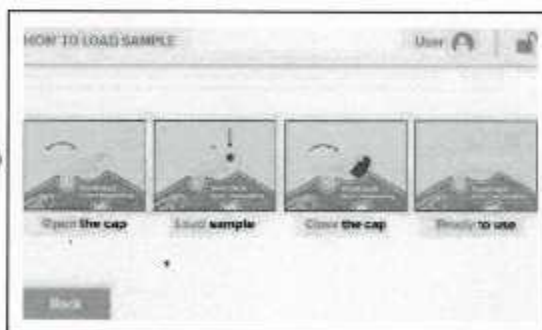 HOW TO LOAD SAMPLE
User
Open the cap
Load sample
Close the cap
Ready to use
Back